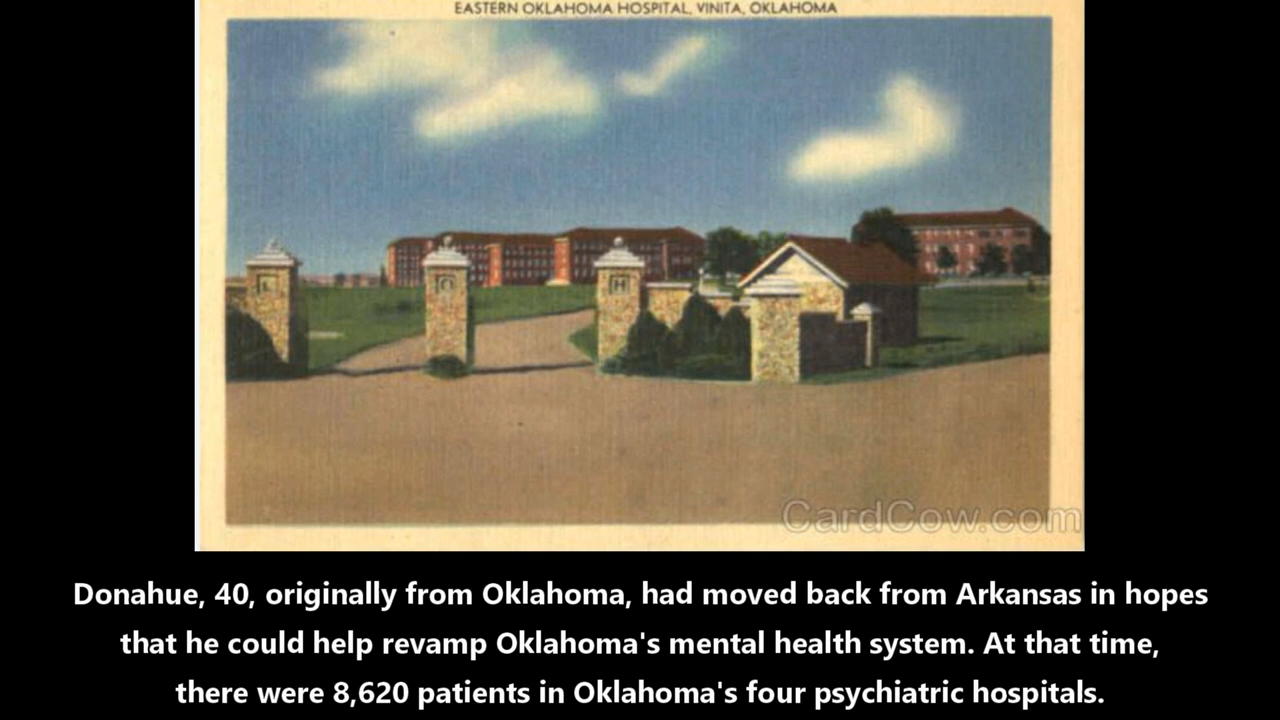 EASTERN OKLAHOMA HOSPITAL, VINITA, OKLAHOMA
O
H
CardCow.com
Donahue, 40, originally from Oklahoma, had moved back from Arkansas in hopes
that he could help revamp Oklahoma's mental health system. At that time,
there were 8,620 patients in Oklahoma's four psychiatric hospitals.